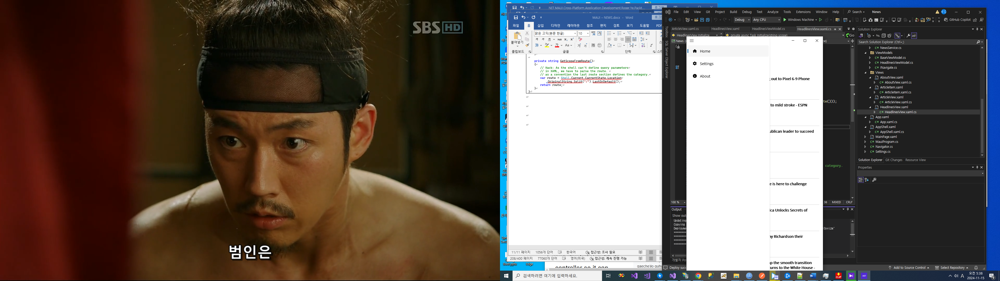 SBS HD
범인은
NET.MAUI.Cross-Platform.Application.Development.Roger.Ye.Packt....
로그인
MAUI – NEWS.docx - Word
파일 홈 삽입 디자인 레이아웃 참조 편지 검토 보기 도움말 PDF
맑은 고딕(본문 한글) 10
붙여넣기
클립보드 글꼴 단락
private string GetScopeFromRoute()
{
// Hack: As the shell can't define query parameters
// in XAML, we have to parse the route.
// as a convention the last route section defines the category.
var route = Shell.Current.CurrentState.Location
.OriginalString.Split("/").LastOrDefault();
return route;
}
}
11/11 페이지 1056개 단어 한국어 접근성: 조사 필요
208/400 페이지 77060개 단어 영어(미국) 접근성: 계속 진행 가능
Boot.pptx Edge
File Edit View Git Project Build Debug Test Analyze Tools Extensions Window Help Search News
Debug Any CPU Windows Machine GitHub Copilot
ArticleView.xaml.cs HeadlinesView.xaml HeadlinesViewModel.cs HeadlinesView.xaml.cs
HeadlinesView.Initialize private async Task Initialize(string scope) Go
Toolbox SQL Server Object Explorer
Home
Settings
About
g out to Pixel 6-9 Phone
to mild stroke - ESPN
ublican leader to succeed
e is here to challenge
ica Unlocks Secrets of
ny Richardson their
np the smooth transition
urns to the White House -
te()));
category.
100 %
36 MIXED CRLF
Output
Show out
Updating
Copying
Deployme
Deploy succ
Solution Explorer
Search Solution Explorer (Ctrl+;)
NewsService.cs
ViewModels
BaseViewModel.cs
HeadlinesViewModel.cs
INavigate.cs
Views
AboutView.xaml
AboutView.xaml.cs
ArticleItem.xaml
ArticleItem.xaml.cs
ArticleView.xaml
ArticleView.xaml.cs
HeadlinesView.xaml
HeadlinesView.xaml.cs
App.xaml
App.xaml.cs
AppShell.xaml
AppShell.xaml.cs
MainPage.xaml
MauiProgram.cs
Navigator.cs
Settings.cs
Solution Explorer Git Changes Resource View
Properties
Add to Source Control Select Repository
검색하려면 여기에 입력하세요.
A 오전 5:38
2024-11-15